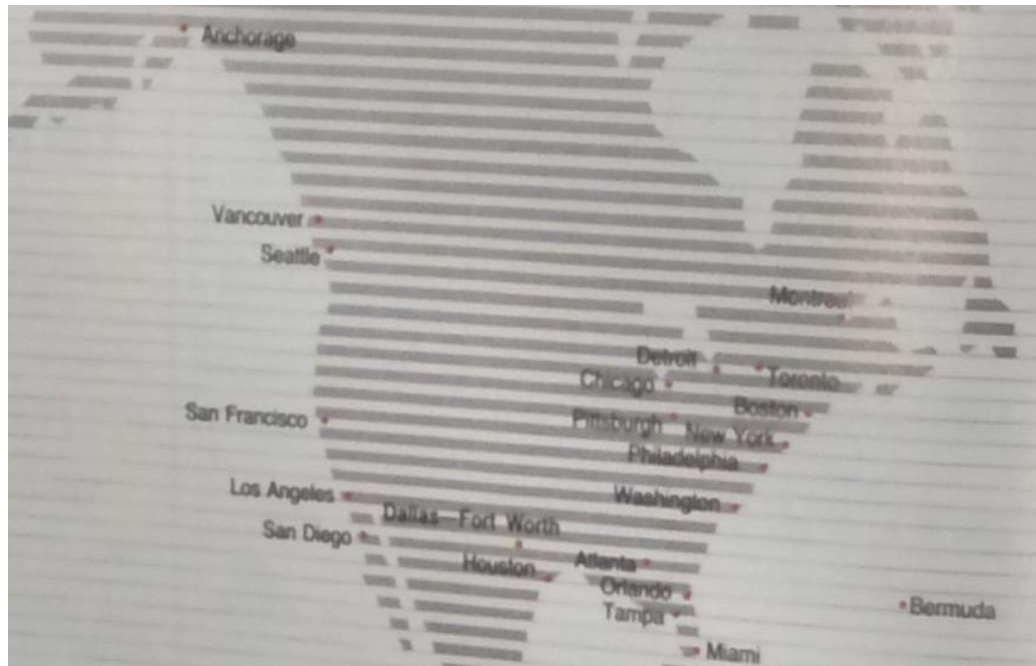 Anchorage
Vancouver
Seattle
Montreal
Detroit
Toronto
Chicago
Boston
San Francisco
Pittsburgh
New York
Philadelphia
Los Angeles
Washington
Dallas—Fort Worth
San Diego
Atlanta
Houston
Orlando
Bermuda
Tampa
Miami